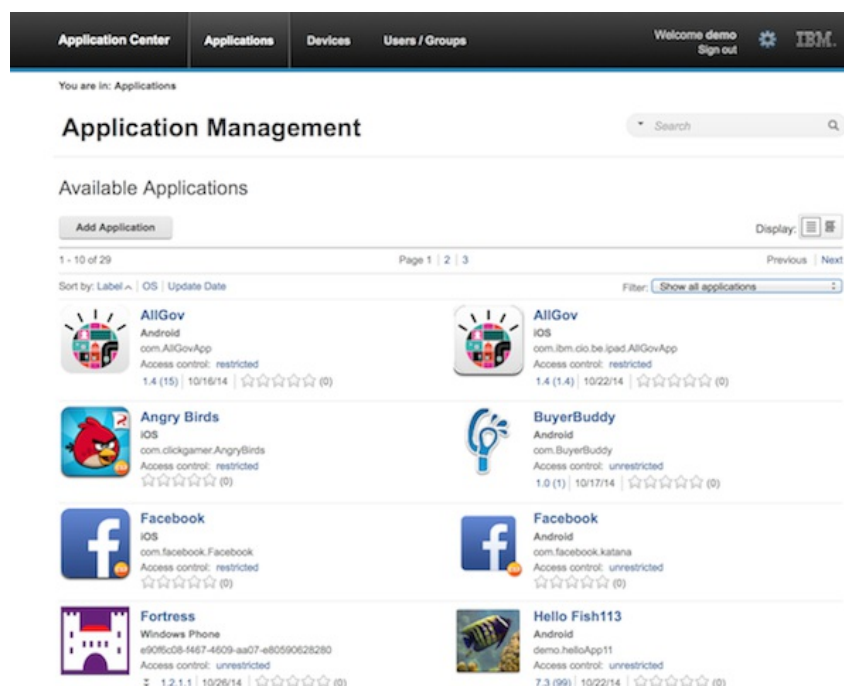 Application Center Applications Devices Users / Groups Welcome demo IBM.
Sign out
You are in: Applications
Application Management Search
Available Applications
Add Application Display:
1 - 10 of 29 Page 1 | 2 | 3 Previous | Next
Sort by: Label | OS | Update Date Filter: Show all applications
AllGov
Android
com.AllGovApp
Access control: restricted
1.4 (15) | 10/16/14 | (0)
AllGov
iOS
com.ibm.cio.be.ipad.AllGovApp
Access control: restricted
1.4 (1.4) | 10/22/14 | (0)
Angry Birds
iOS
com.clickgamer.AngryBirds
Access control: restricted
(0)
BuyerBuddy
Android
com.BuyerBuddy
Access control: unrestricted
1.0 (1) | 10/17/14 | (0)
Facebook
iOS
com.facebook.Facebook
Access control: restricted
(0)
Facebook
Android
com.facebook.katana
Access control: unrestricted
(0)
Fortress
Windows Phone
e90f6c08-f467-4609-aa07-e80590628280
Access control: unrestricted
1.2.1.1 | 10/26/14 | (0)
Hello Fish113
Android
demo.helloApp11
Access control: unrestricted
7.3 (99) | 10/22/14 | (0)